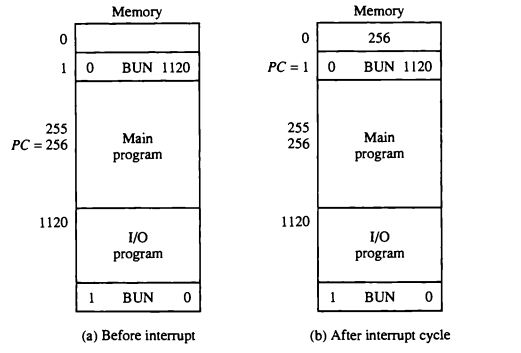 Memory
0
1 0 BUN 1120
255
PC = 256
Main
program
1120
I/O
program
1 BUN 0
(a) Before interrupt
Memory
0 256
PC = 1 0 BUN 1120
255
256
Main
program
1120
I/O
program
1 BUN 0
(b) After interrupt cycle